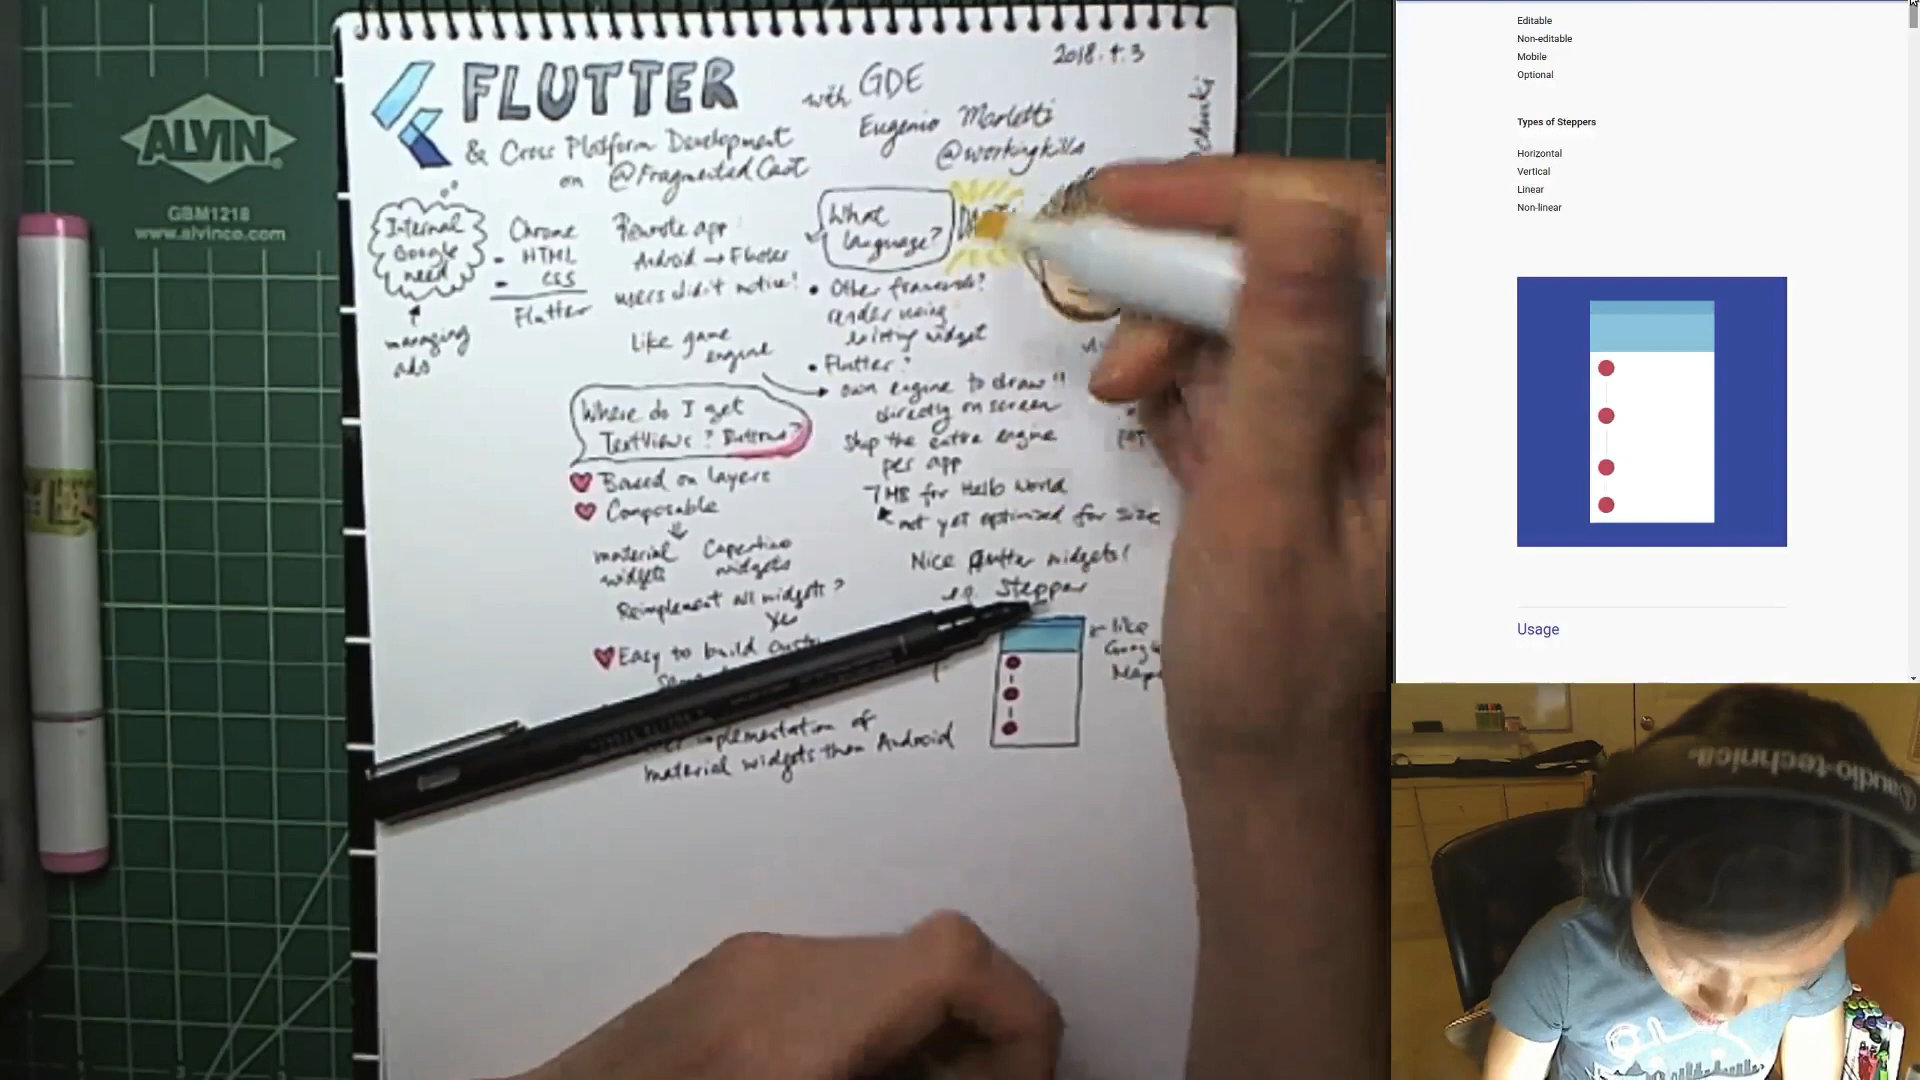 2018.4.3
FLUTTER
with GDE
Eugenio Marletti
@workingkills
& Cross Platform Development
on @FragmentedCast
@chiuki
ALVIN
GBM1218
www.alvinco.com
Internal
Google
need
managing
ads
Chrome
- HTML
- CSS
Flutter
Rewrote app
Android → Flutter
users didn't notice!
Like game
engine
What
language?
• Other frameworks?
render using
existing widget
• Flutter?
own engine to draw!!
directly on screen
Ship the entire engine
per app
7MB for Hello World
not yet optimized for size
Where do I get
TextViews? Buttons?
Based on layers
Composable
material
widgets
Cupertino
widgets
Reimplement all widgets?
Yes
Easy to build
implementation of
material widgets than Android
Nice flutter widgets!
e.g. Stepper
like
Google
Maps
Editable
Non-editable
Mobile
Optional
Types of Steppers
Horizontal
Vertical
Linear
Non-linear
Usage
audio-technica